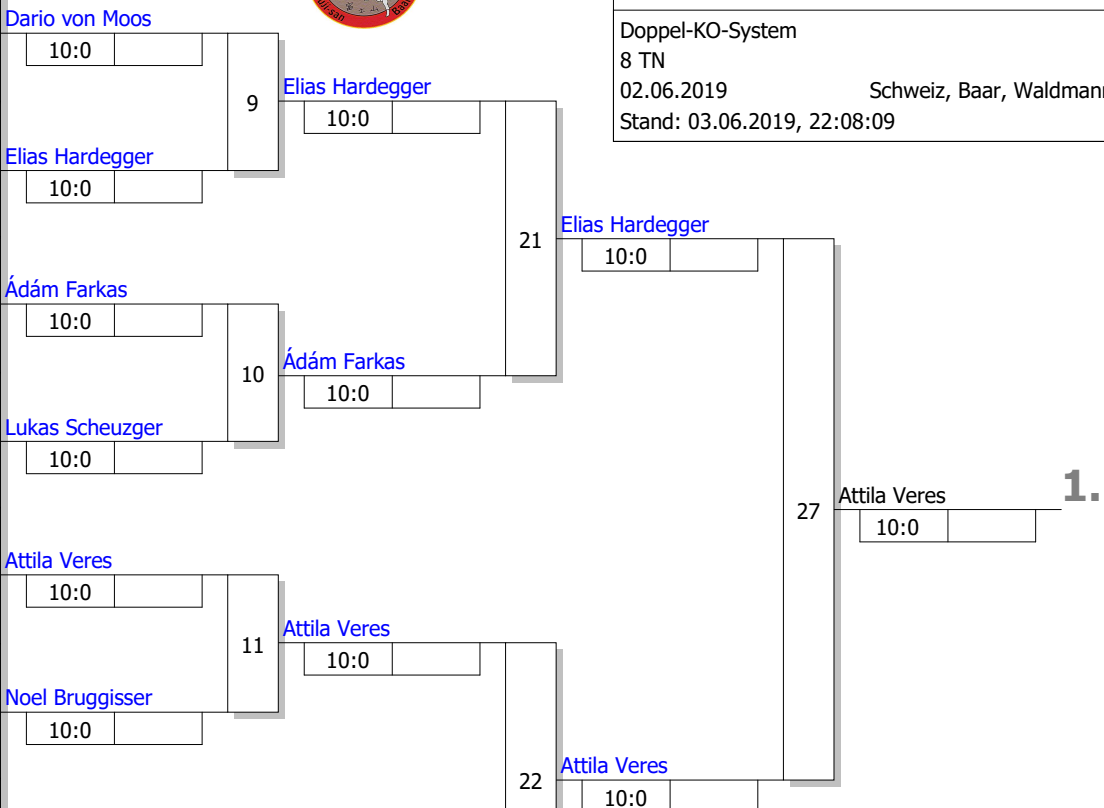 Dario von Moos
10:0
Doppel-KO-System
8 TN
02.06.2019 Schweiz, Baar, Waldmann
Stand: 03.06.2019, 22:08:09
9
Elias Hardegger
10:0
Elias Hardegger
10:0
21
Elias Hardegger
10:0
Ádám Farkas
10:0
10
Ádám Farkas
10:0
Lukas Scheuzger
10:0
27
Attila Veres
10:0
1.
Attila Veres
10:0
11
Attila Veres
10:0
Noel Bruggisser
10:0
22
Attila Veres
10:0